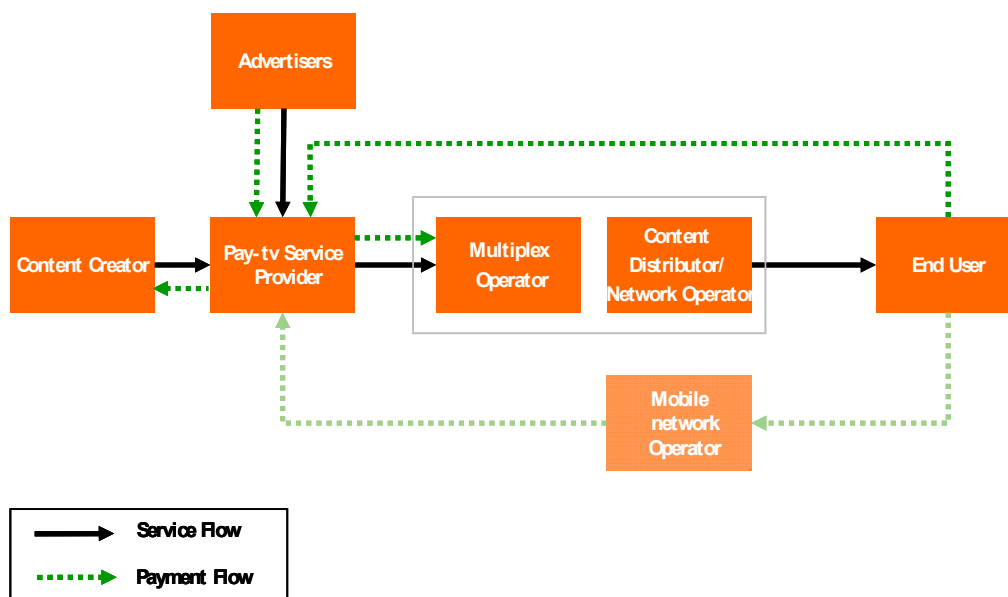 Advertisers
Content Creator
Pay-tv Service
Provider
Multiplex
Operator
Content
Distributor/
Network Operator
End User
Mobile
network
Operator
Service Flow
Payment Flow